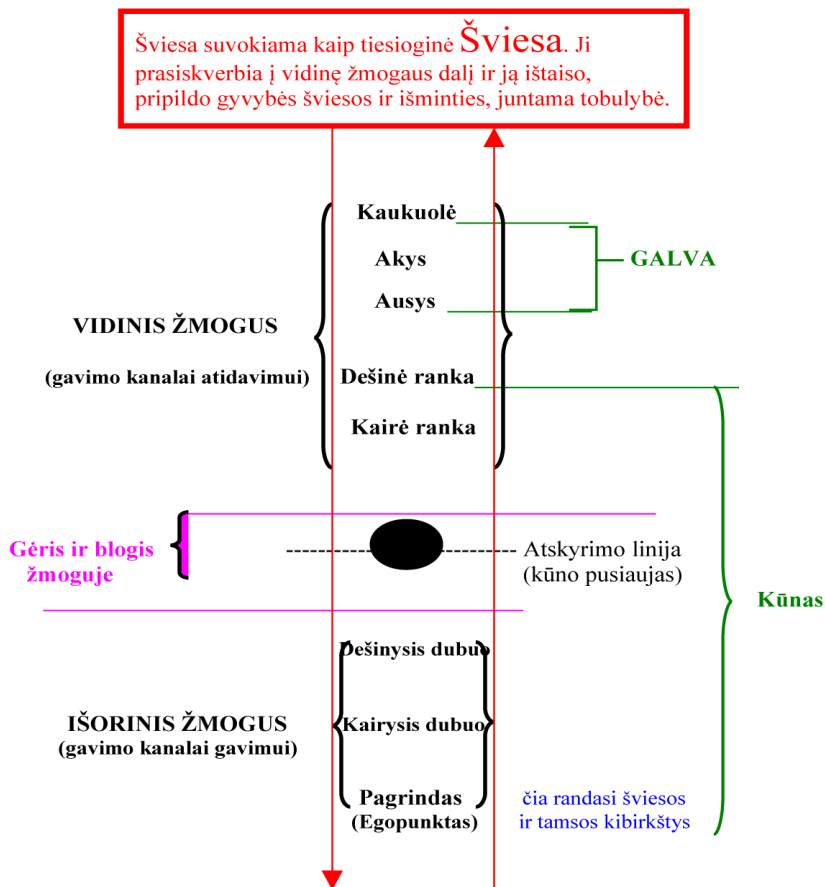 Šviesa suvokiama kaip tiesioginė Šviesa. Ji
prasiskverbia į vidinę žmogaus dalį ir ją ištaiso,
pripildo gyvybės šviesos ir išminties, juntama tobulybė.
Kaukuolė
Akys
GALVA
Ausys
VIDINIS ŽMOGUS
(gavimo kanalai atidavimui)
Dešinė ranka
Kairė ranka
Gėris ir blogis
žmoguje
Atskyrimo linija
(kūno pusiaujas)
Kūnas
Dešinysis dubuo
IŠORINIS ŽMOGUS
(gavimo kanalai gavimui)
Kairysis dubuo
Pagrindas
(Egopunktas)
čia randasi šviesos
ir tamsos kibirkštys